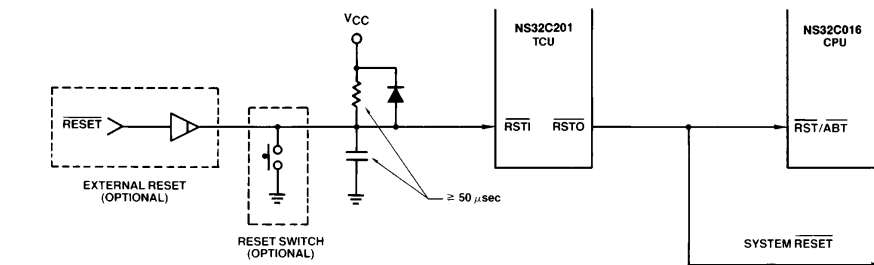 VCC
NS32C201
TCU
NS32C016
CPU
RESET
RSTI
RSTO
RST/ABT
EXTERNAL RESET
(OPTIONAL)
≥ 50 μsec
RESET SWITCH
(OPTIONAL)
SYSTEM RESET